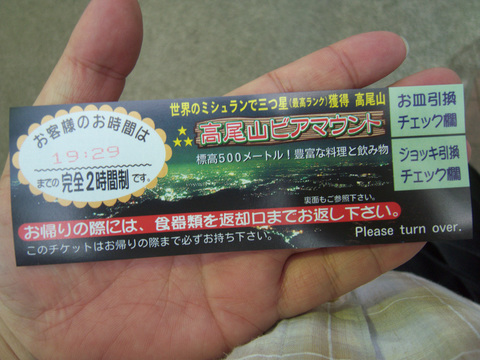 世界のミシュランで三つ星(最高ランク)獲得 高尾山
お客様のお時間は
19:29
までの完全2時間制です。
高尾山ビアマウント
標高500メートル!豊富な料理と飲み物
お皿引換
チェック欄
ジョッキ引換
チェック欄
裏面もご参照下さい。
お帰りの際には、食器類を返却口までお返し下さい。
このチケットはお帰りの際まで必ずお持ち下さい。
Please turn over.